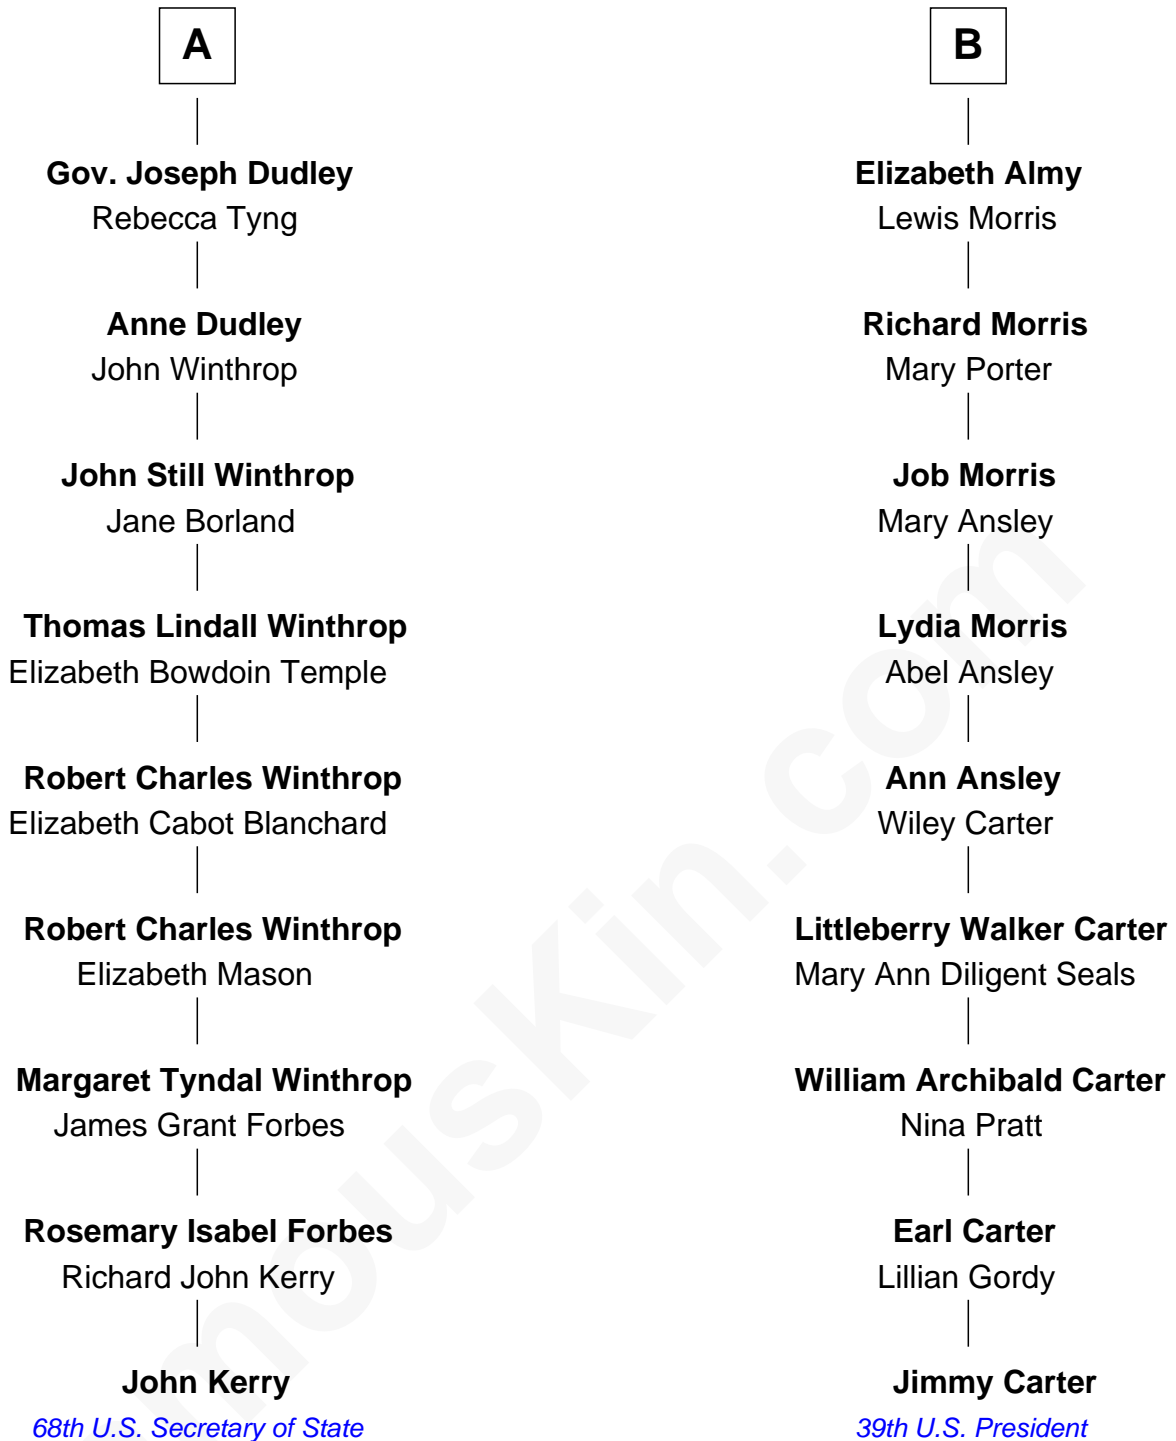 A
Gov. Joseph Dudley
Rebecca Tyng
Anne Dudley
John Winthrop
John Still Winthrop
Jane Borland
Thomas Lindall Winthrop
Elizabeth Bowdoin Temple
Robert Charles Winthrop
Elizabeth Cabot Blanchard
Robert Charles Winthrop
Elizabeth Mason
Margaret Tyndal Winthrop
James Grant Forbes
Rosemary Isabel Forbes
Richard John Kerry
John Kerry
68th U.S. Secretary of State
B
Elizabeth Almy
Lewis Morris
Richard Morris
Mary Porter
Job Morris
Mary Ansley
Lydia Morris
Abel Ansley
Ann Ansley
Wiley Carter
Littleberry Walker Carter
Mary Ann Diligent Seals
William Archibald Carter
Nina Pratt
Earl Carter
Lillian Gordy
Jimmy Carter
39th U.S. President
mousKin.com